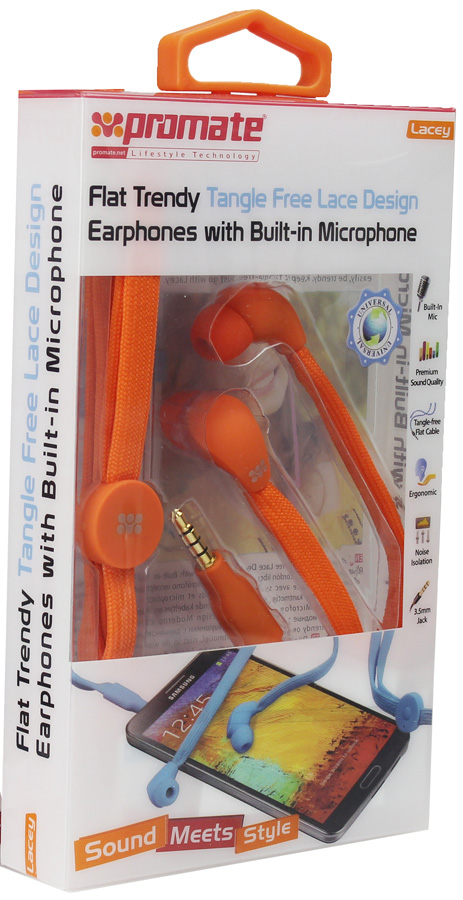 promate®
promate.net Lifestyle Technology
Lacey
Flat Trendy Tangle Free Lace Design
Earphones with Built-in Microphone
UNIVERSAL
UNIVERSAL
Built-In
Mic
Premium
Sound Quality
Tangle-free
Flat Cable
Ergonomic
Noise
Isolation
3.5mm
Jack
SAMSUNG
12:45
Sound Meets Style
Flat Trendy Tangle Free Lace Design
Earphones with Built-in Microphone
Lacey